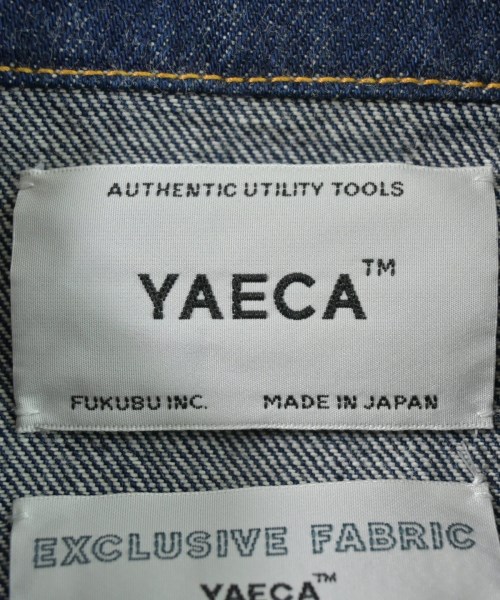 AUTHENTIC UTILITY TOOLS
YAECA™
FUKUBU INC. MADE IN JAPAN
EXCLUSIVE FABRIC
YAECA™